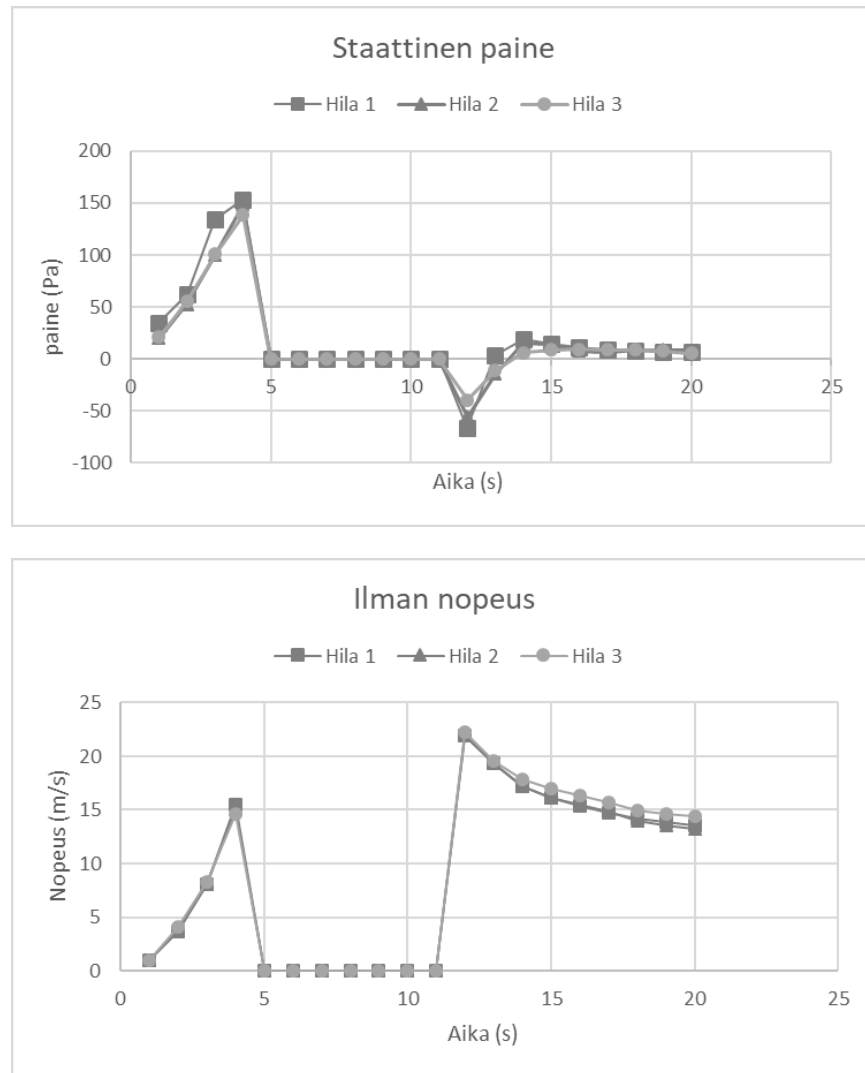 Staattinen paine
Hila 1 Hila 2 Hila 3
200
150
100
50
0
-50
-100
0 5 10 15 20 25
paine (Pa)
Aika (s)
Ilman nopeus
Hila 1 Hila 2 Hila 3
25
20
15
10
5
0
0 5 10 15 20 25
Nopeus (m/s)
Aika (s)